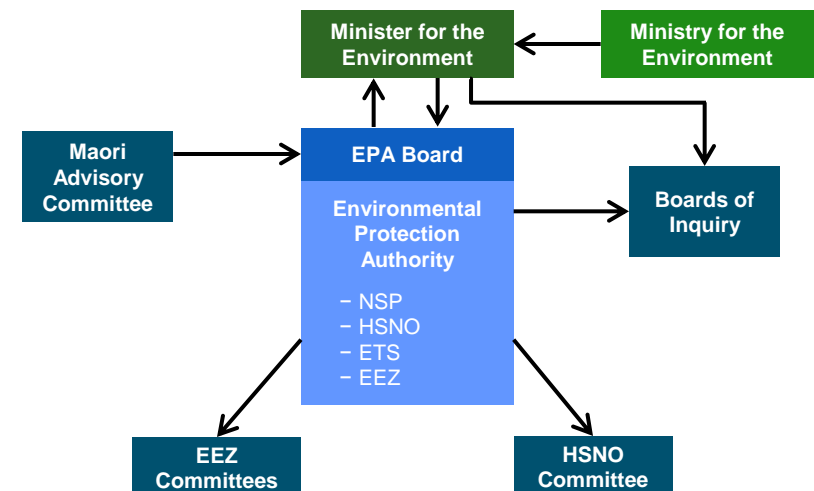 Minister for the
Environment
Ministry for the
Environment
Maori
Advisory
Committee
EPA Board
Environmental
Protection
Authority
− NSP
− HSNO
− ETS
− EEZ
Boards of
Inquiry
EEZ
Committees
HSNO
Committee